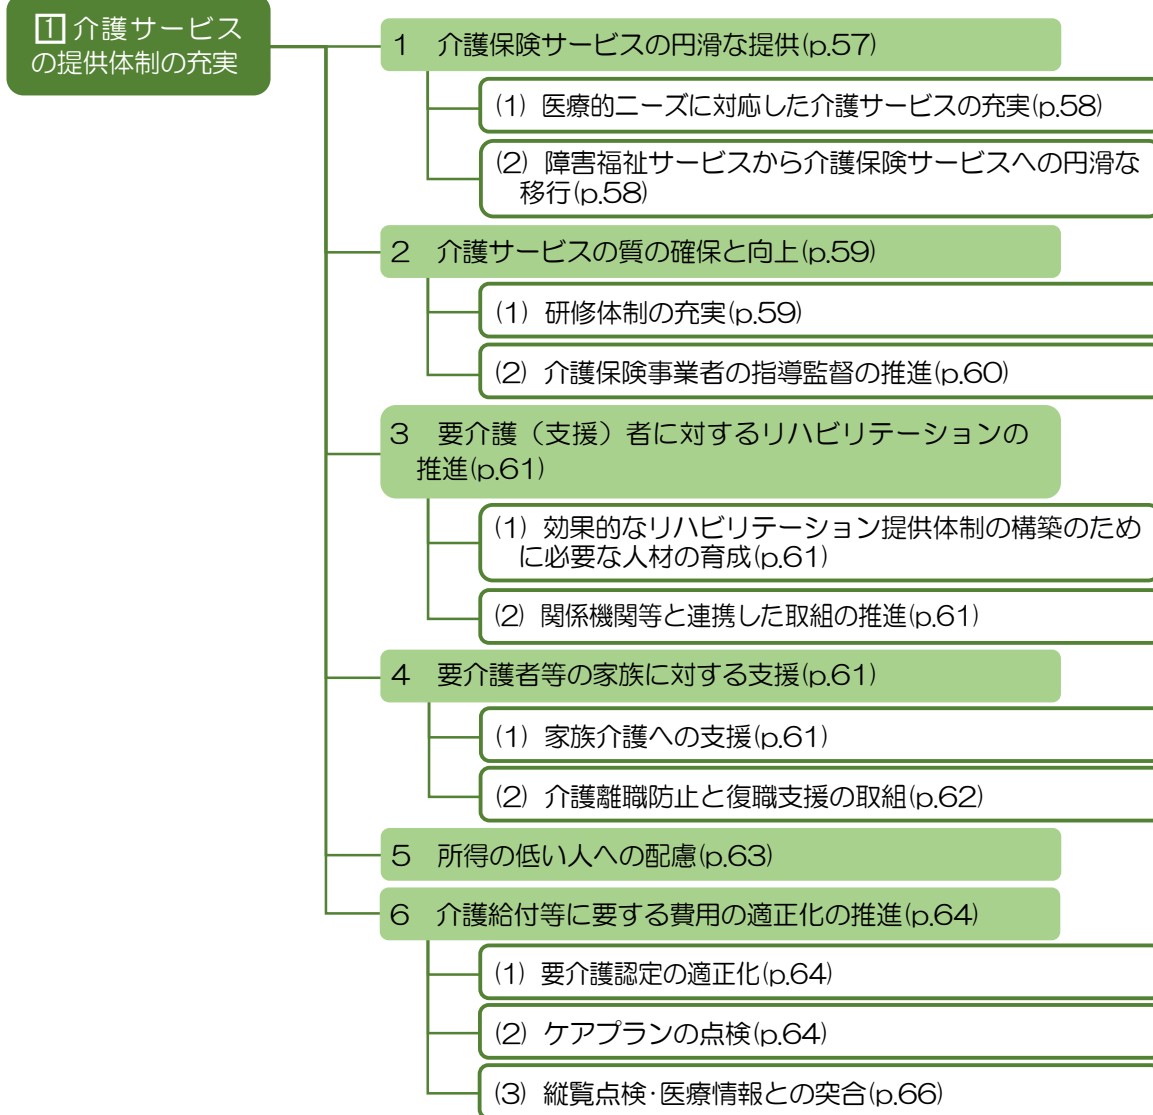 1 介護サービス
の提供体制の充実
1　介護保険サービスの円滑な提供(p.57)
(1) 医療的ニーズに対応した介護サービスの充実(p.58)
(2) 障害福祉サービスから介護保険サービスへの円滑な
移行(p.58)
2　介護サービスの質の確保と向上(p.59)
(1) 研修体制の充実(p.59)
(2) 介護保険事業者の指導監督の推進(p.60)
3　要介護（支援）者に対するリハビリテーションの
推進(p.61)
(1) 効果的なリハビリテーション提供体制の構築のため
に必要な人材の育成(p.61)
(2) 関係機関等と連携した取組の推進(p.61)
4　要介護者等の家族に対する支援(p.61)
(1) 家族介護への支援(p.61)
(2) 介護離職防止と復職支援の取組(p.62)
5　所得の低い人への配慮(p.63)
6　介護給付等に要する費用の適正化の推進(p.64)
(1) 要介護認定の適正化(p.64)
(2) ケアプランの点検(p.64)
(3) 縦覧点検・医療情報との突合(p.66)